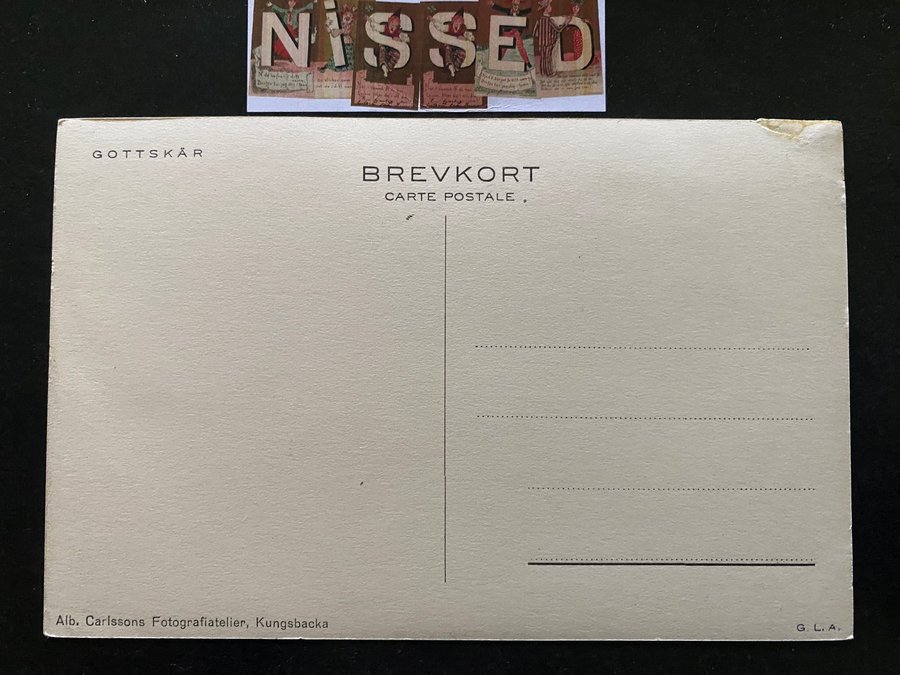 NiSSED
GOTTSKÄR
BREVKORT
CARTE POSTALE
Alb. Carlssons Fotografiatelier, Kungsbacka
G. L. A.